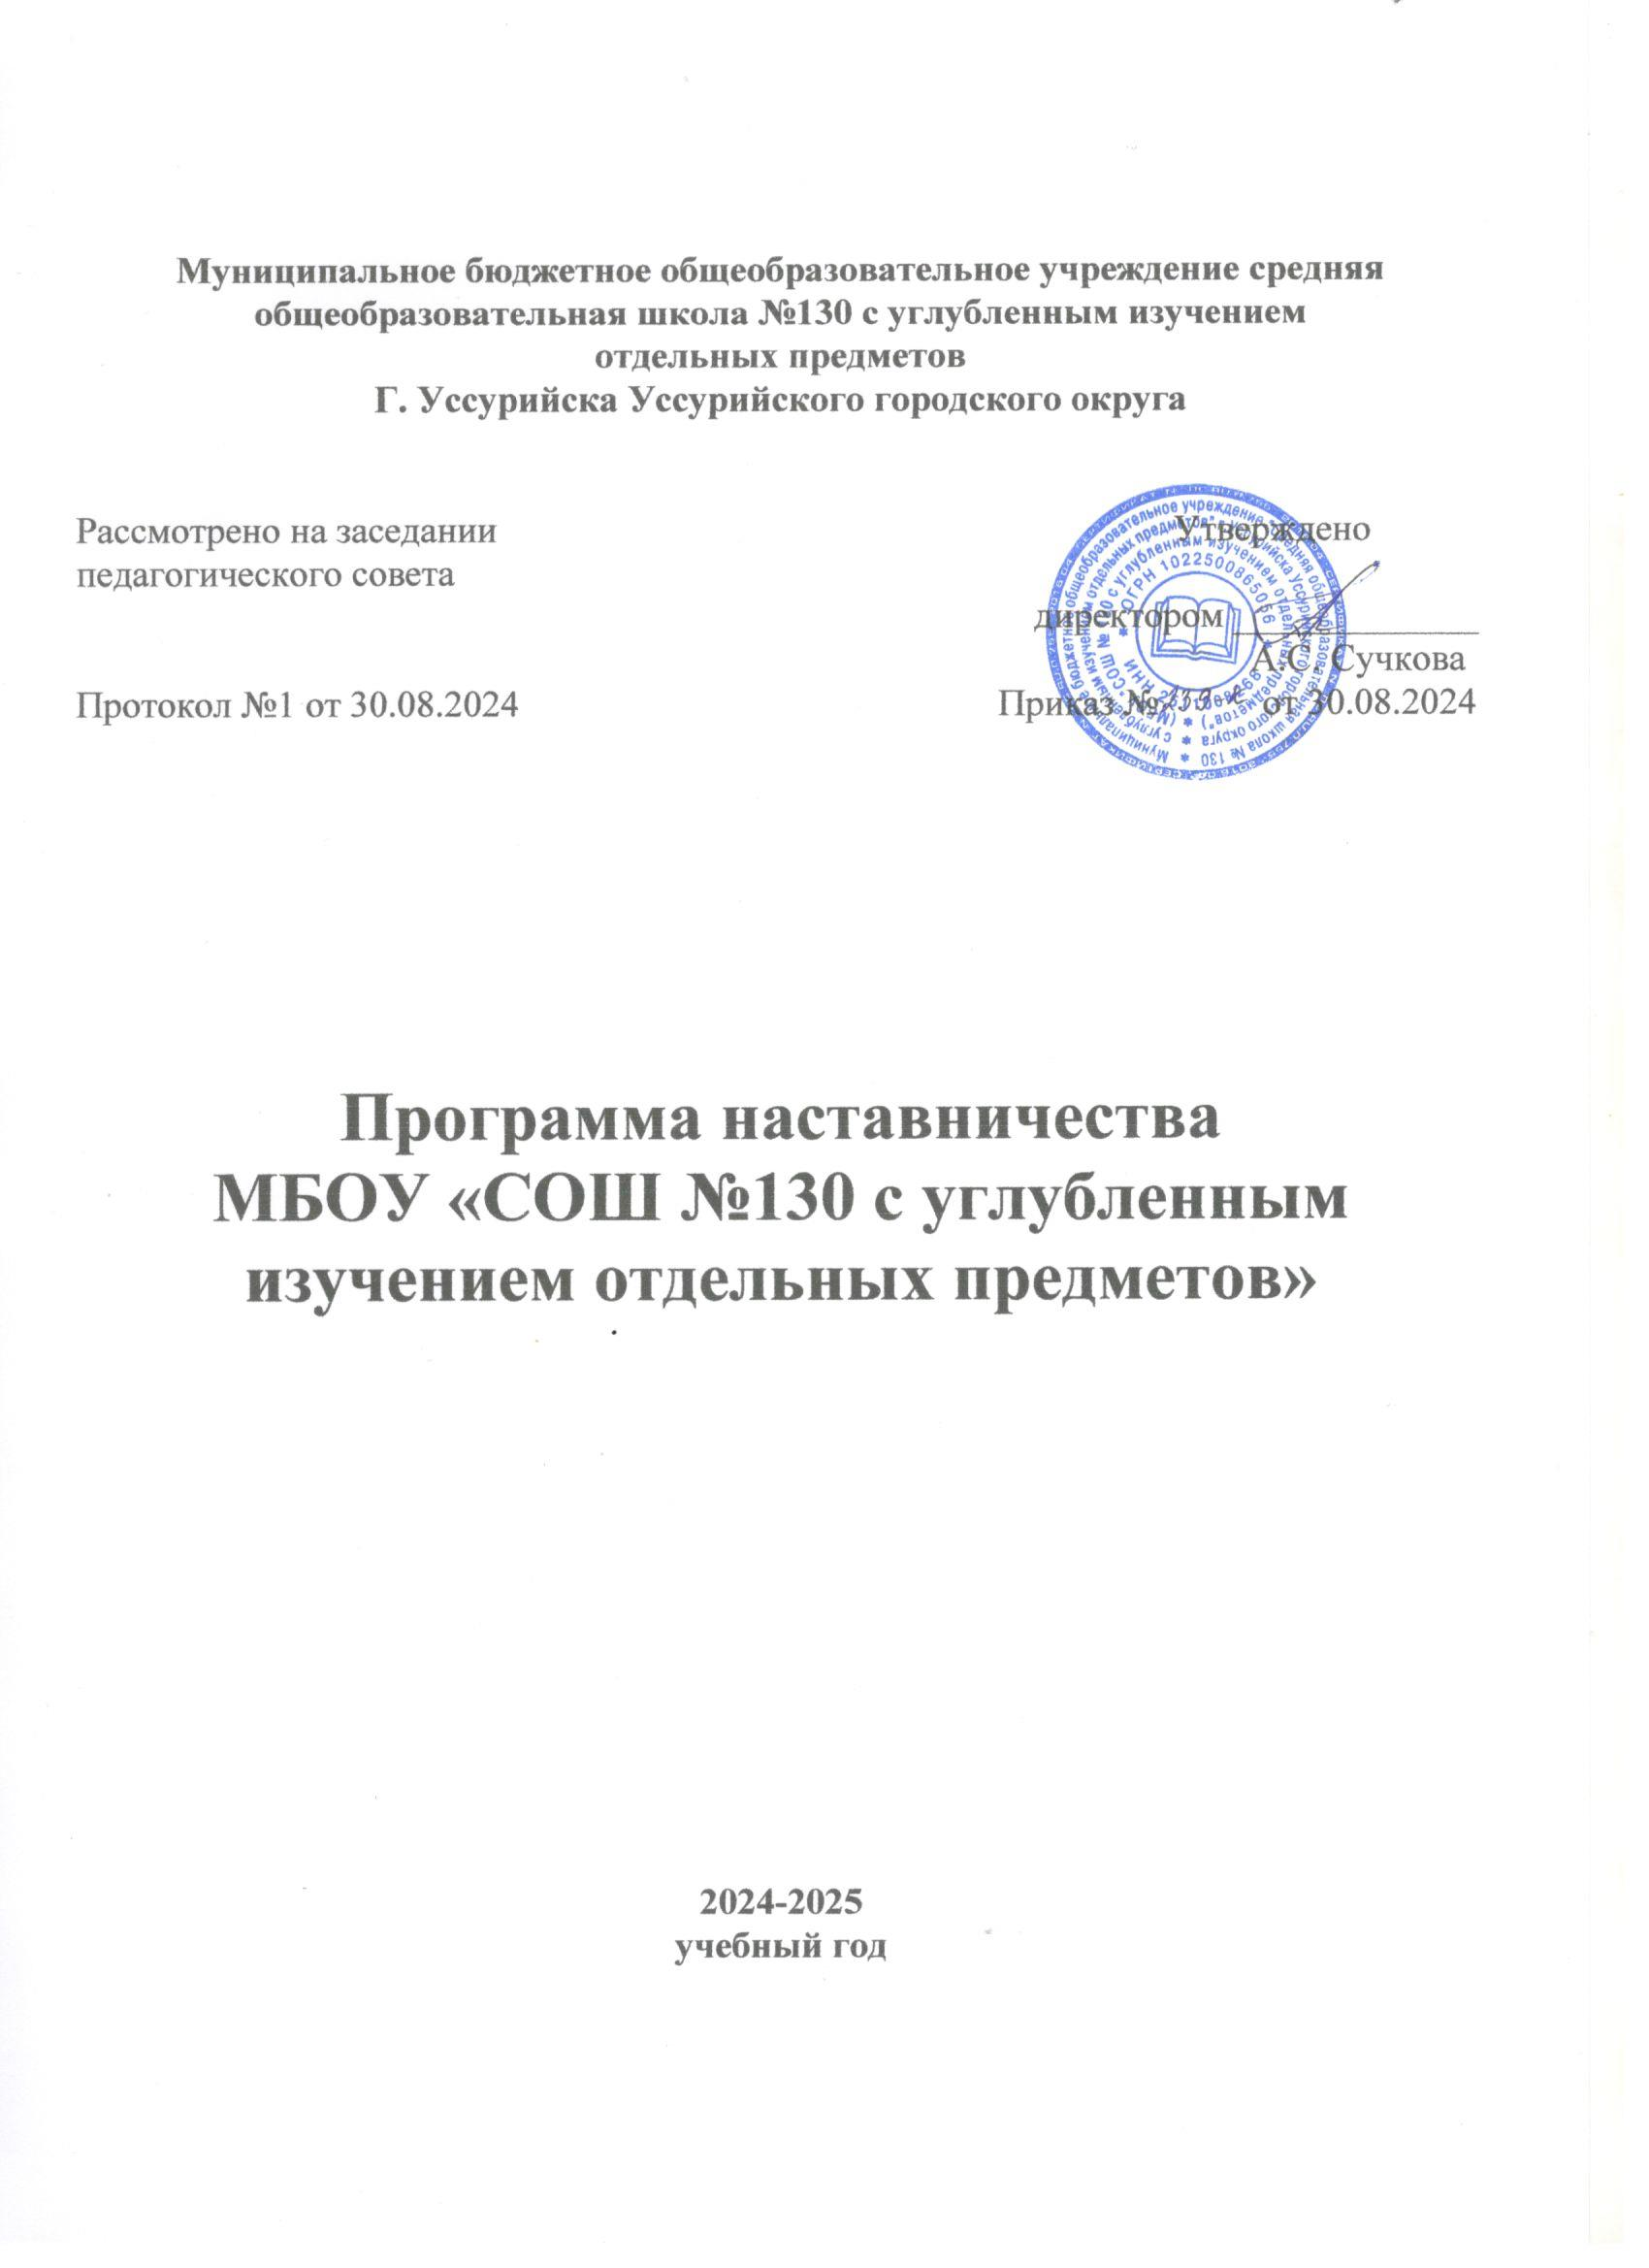 Муниципальное бюджетное общеобразовательное учреждение средняя
общеобразовательная школа №130 с углубленным изучением
отдельных предметов
Г. Уссурийска Уссурийского городского округа
Рассмотрено на заседании
педагогического совета
Протокол №1 от 30.08.2024
Утверждено
директором
А.С. Сучкова
Приказ № от 30.08.2024
ОГРН 1022500865056
Программа наставничества
МБОУ «СОШ №130 с углубленным
изучением отдельных предметов»
2024-2025
учебный год